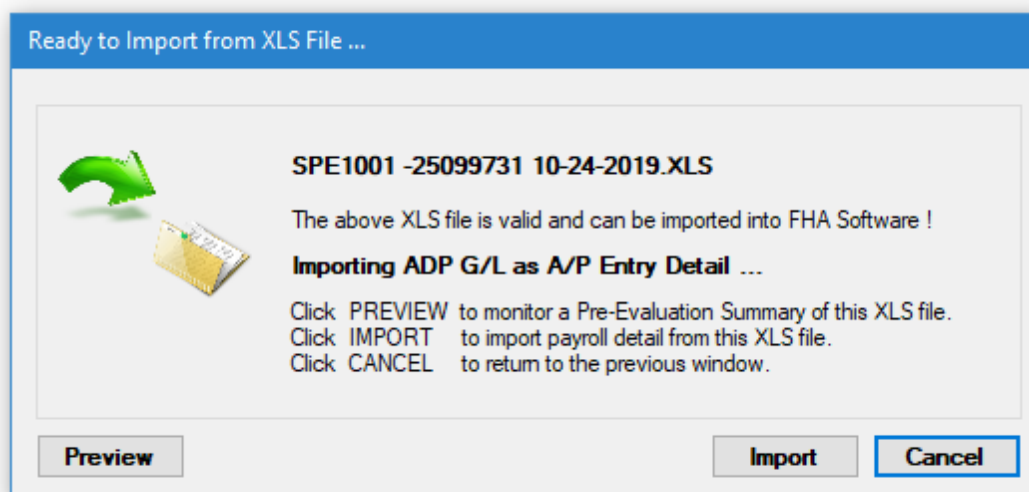 Ready to Import from XLS File ...
SPE1001 -25099731 10-24-2019.XLS
The above XLS file is valid and can be imported into FHA Software !
Importing ADP G/L as A/P Entry Detail ...
Click PREVIEW to monitor a Pre-Evaluation Summary of this XLS file.
Click IMPORT to import payroll detail from this XLS file.
Click CANCEL to return to the previous window.
Preview Import Cancel